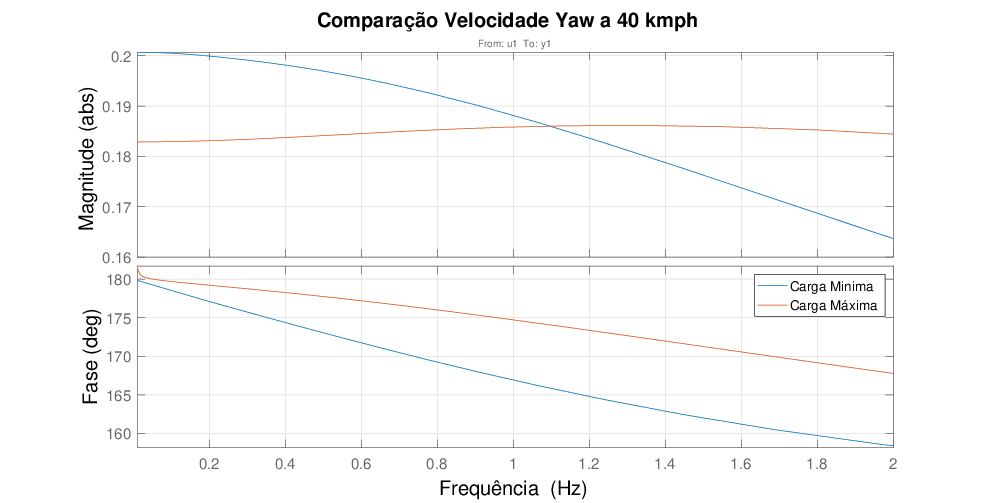 Comparação Velocidade Yaw a 40 kmph
From: u1 To: y1
Magnitude (abs)
0.2
0.19
0.18
0.17
0.16
Fase (deg)
180
175
170
165
160
Carga Minima
Carga Máxima
0.2 0.4 0.6 0.8 1 1.2 1.4 1.6 1.8 2
Frequência (Hz)